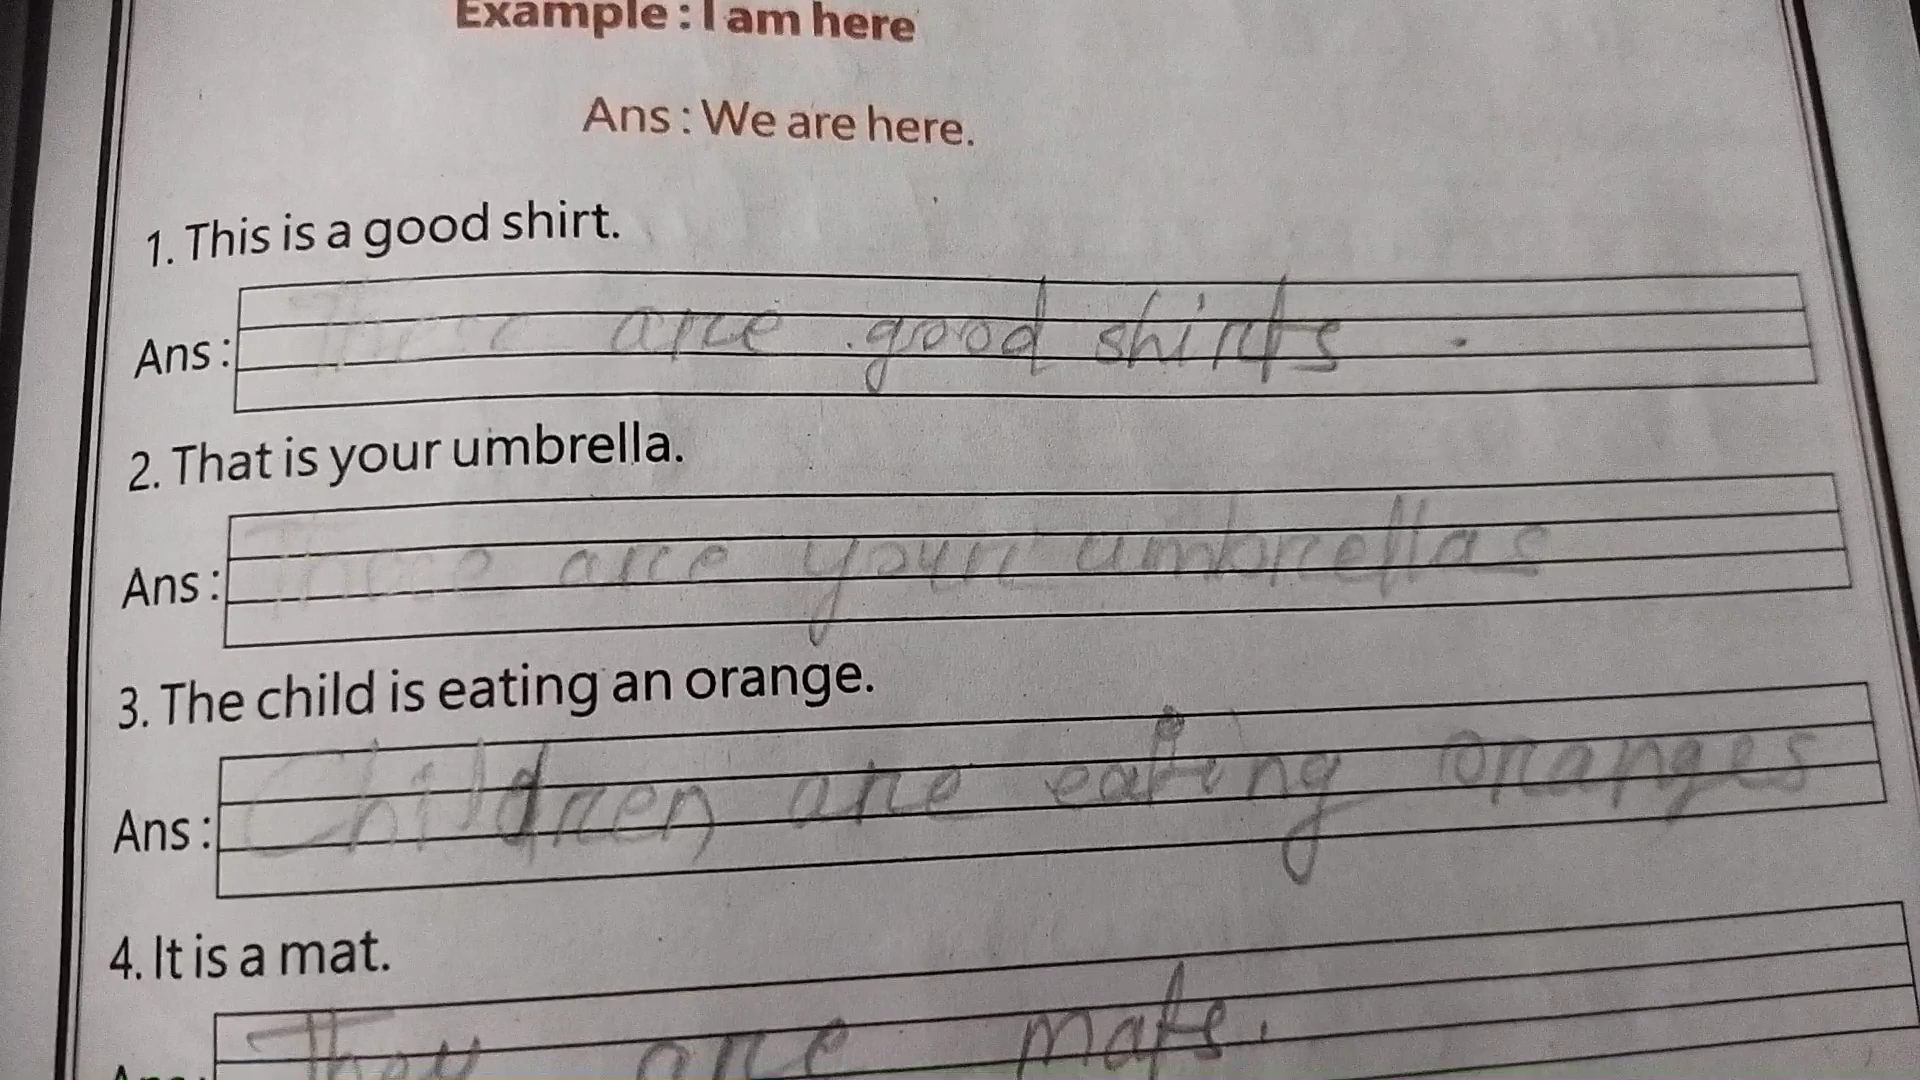 Example : I am here
Ans : We are here.
1. This is a good shirt.
Ans : are good shirts .
2. That is your umbrella.
Ans : are your umbrellas
3. The child is eating an orange.
Ans : Children are eating oranges
4. It is a mat.
They are mats.